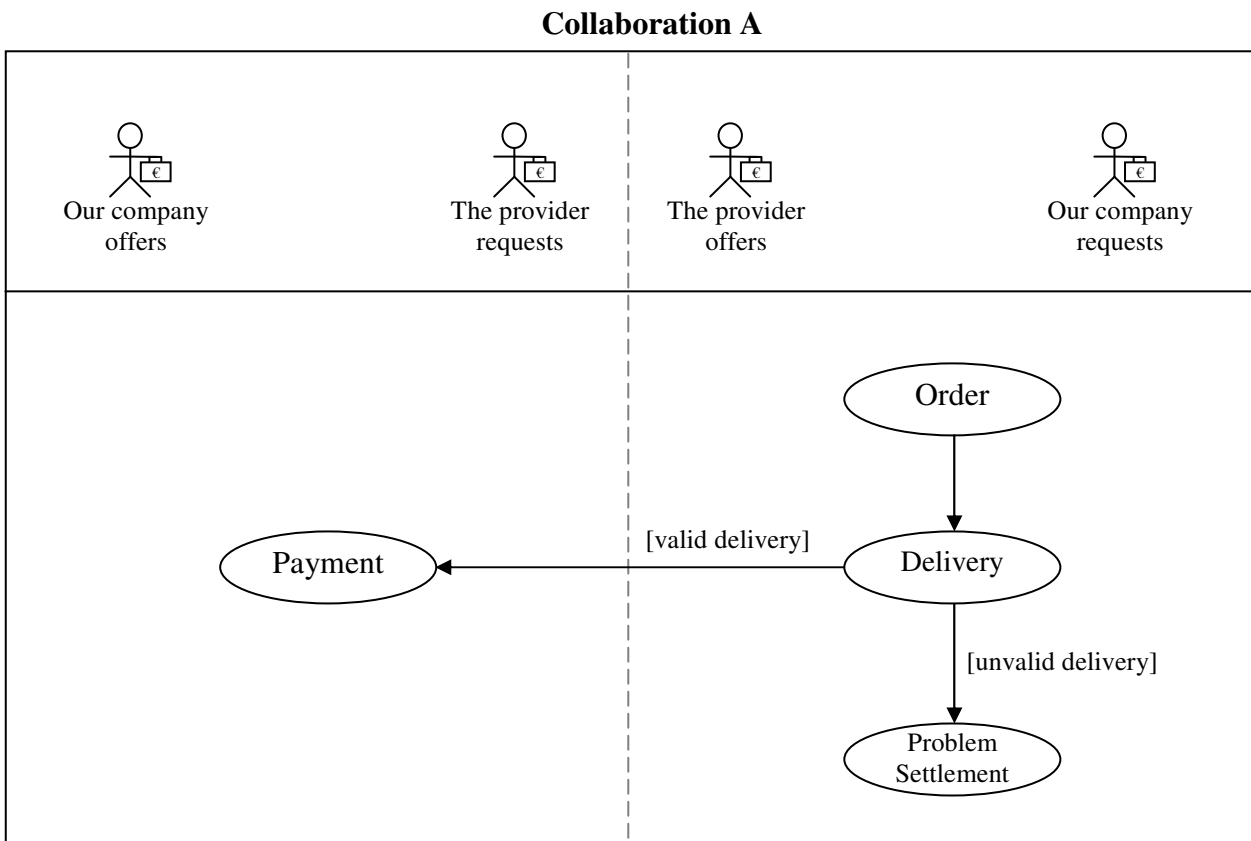 Collaboration A
€
€
€
€
Our company
offers
The provider
requests
The provider
offers
Our company
requests
Order
[valid delivery]
Payment
Delivery
[unvalid delivery]
Problem
Settlement